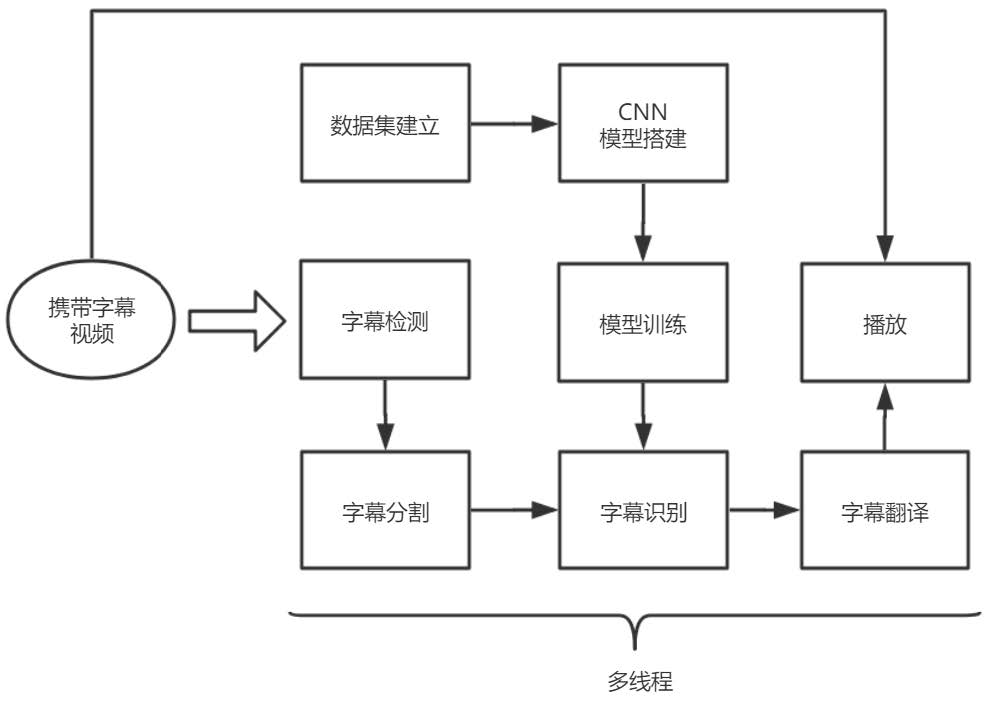 数据集建立
CNN
模型搭建
携带字幕
视频
字幕检测
模型训练
播放
字幕分割
字幕识别
字幕翻译
多线程